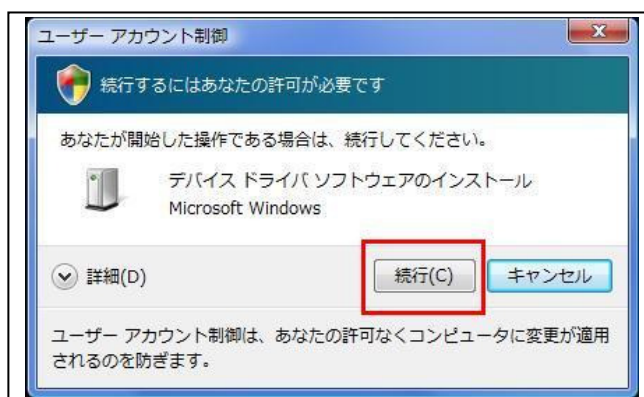 ユーザー アカウント制御
続行するにはあなたの許可が必要です
あなたが開始した操作である場合は、続行してください。
デバイス ドライバ ソフトウェアのインストール
Microsoft Windows
詳細(D) 続行(C) キャンセル
ユーザー アカウント制御は、あなたの許可なくコンピュータに変更が適用
されるのを防ぎます。